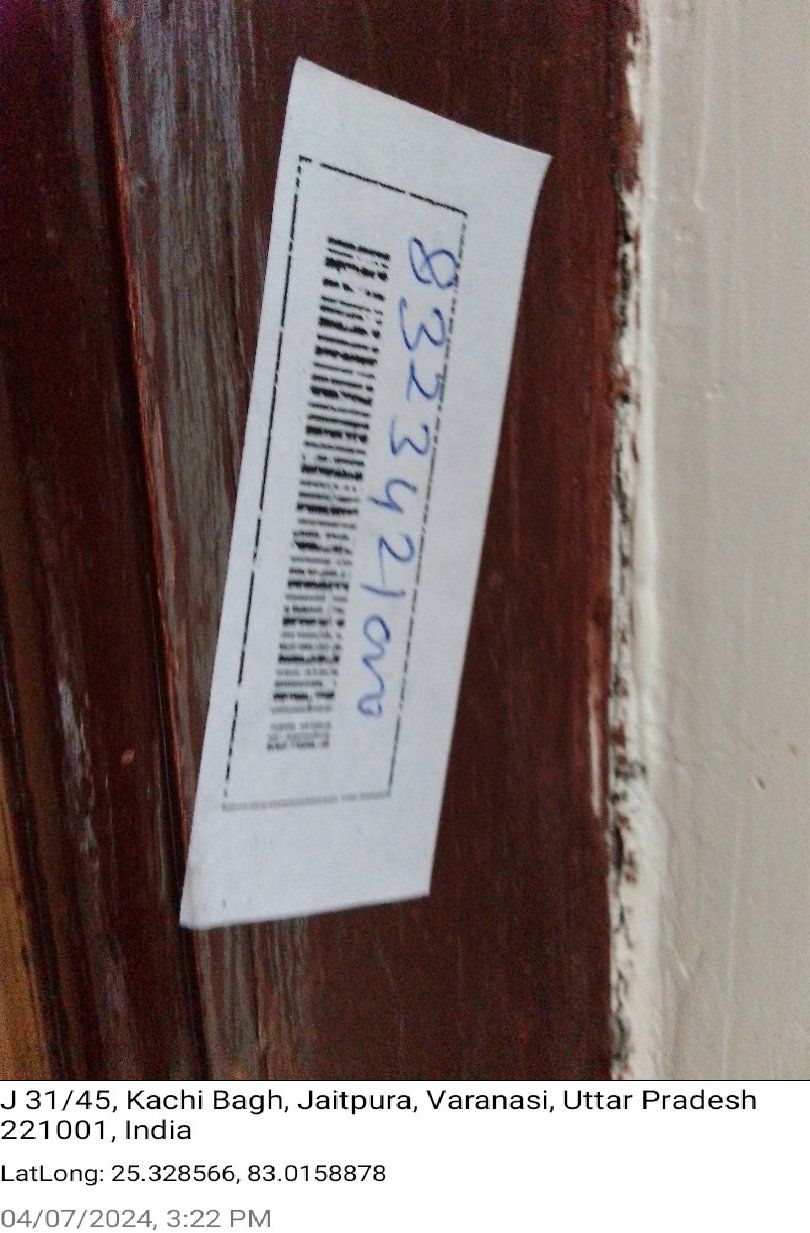 J 31/45, Kachi Bagh, Jaitpura, Varanasi, Uttar Pradesh
221001, India
LatLong: 25.328566, 83.0158878
04/07/2024, 3:22 PM